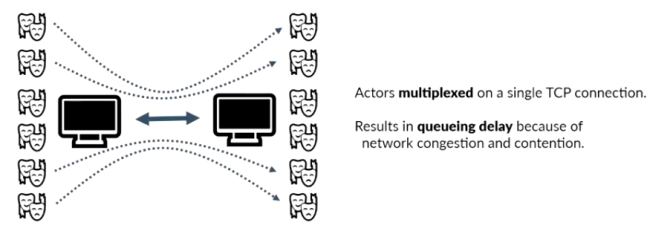 Actors multiplexed on a single TCP connection.
Results in queueing delay because of
network congestion and contention.